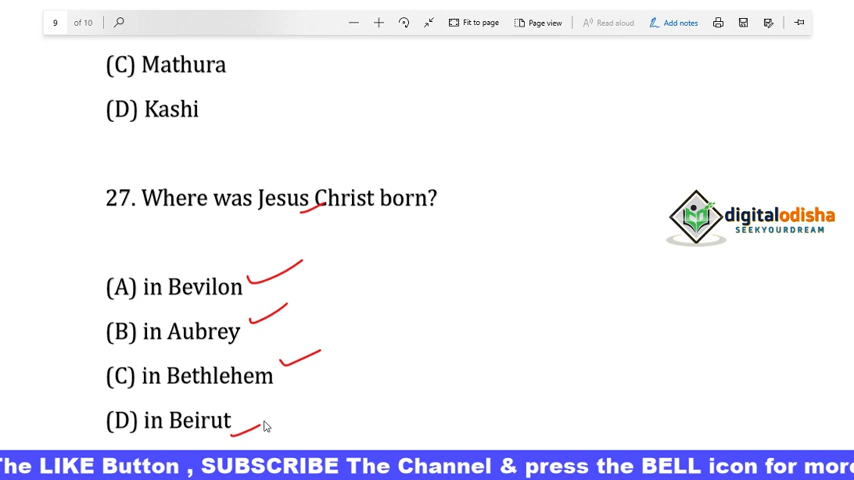 9 of 10 Fit to page Page view Read aloud Add notes
(C) Mathura
(D) Kashi
27. Where was Jesus Christ born?
digitalodisha
SEEKYOURDREAM
(A) in Bevilon
(B) in Aubrey
(C) in Bethlehem
(D) in Beirut
The LIKE Button , SUBSCRIBE The Channel & press the BELL icon for more